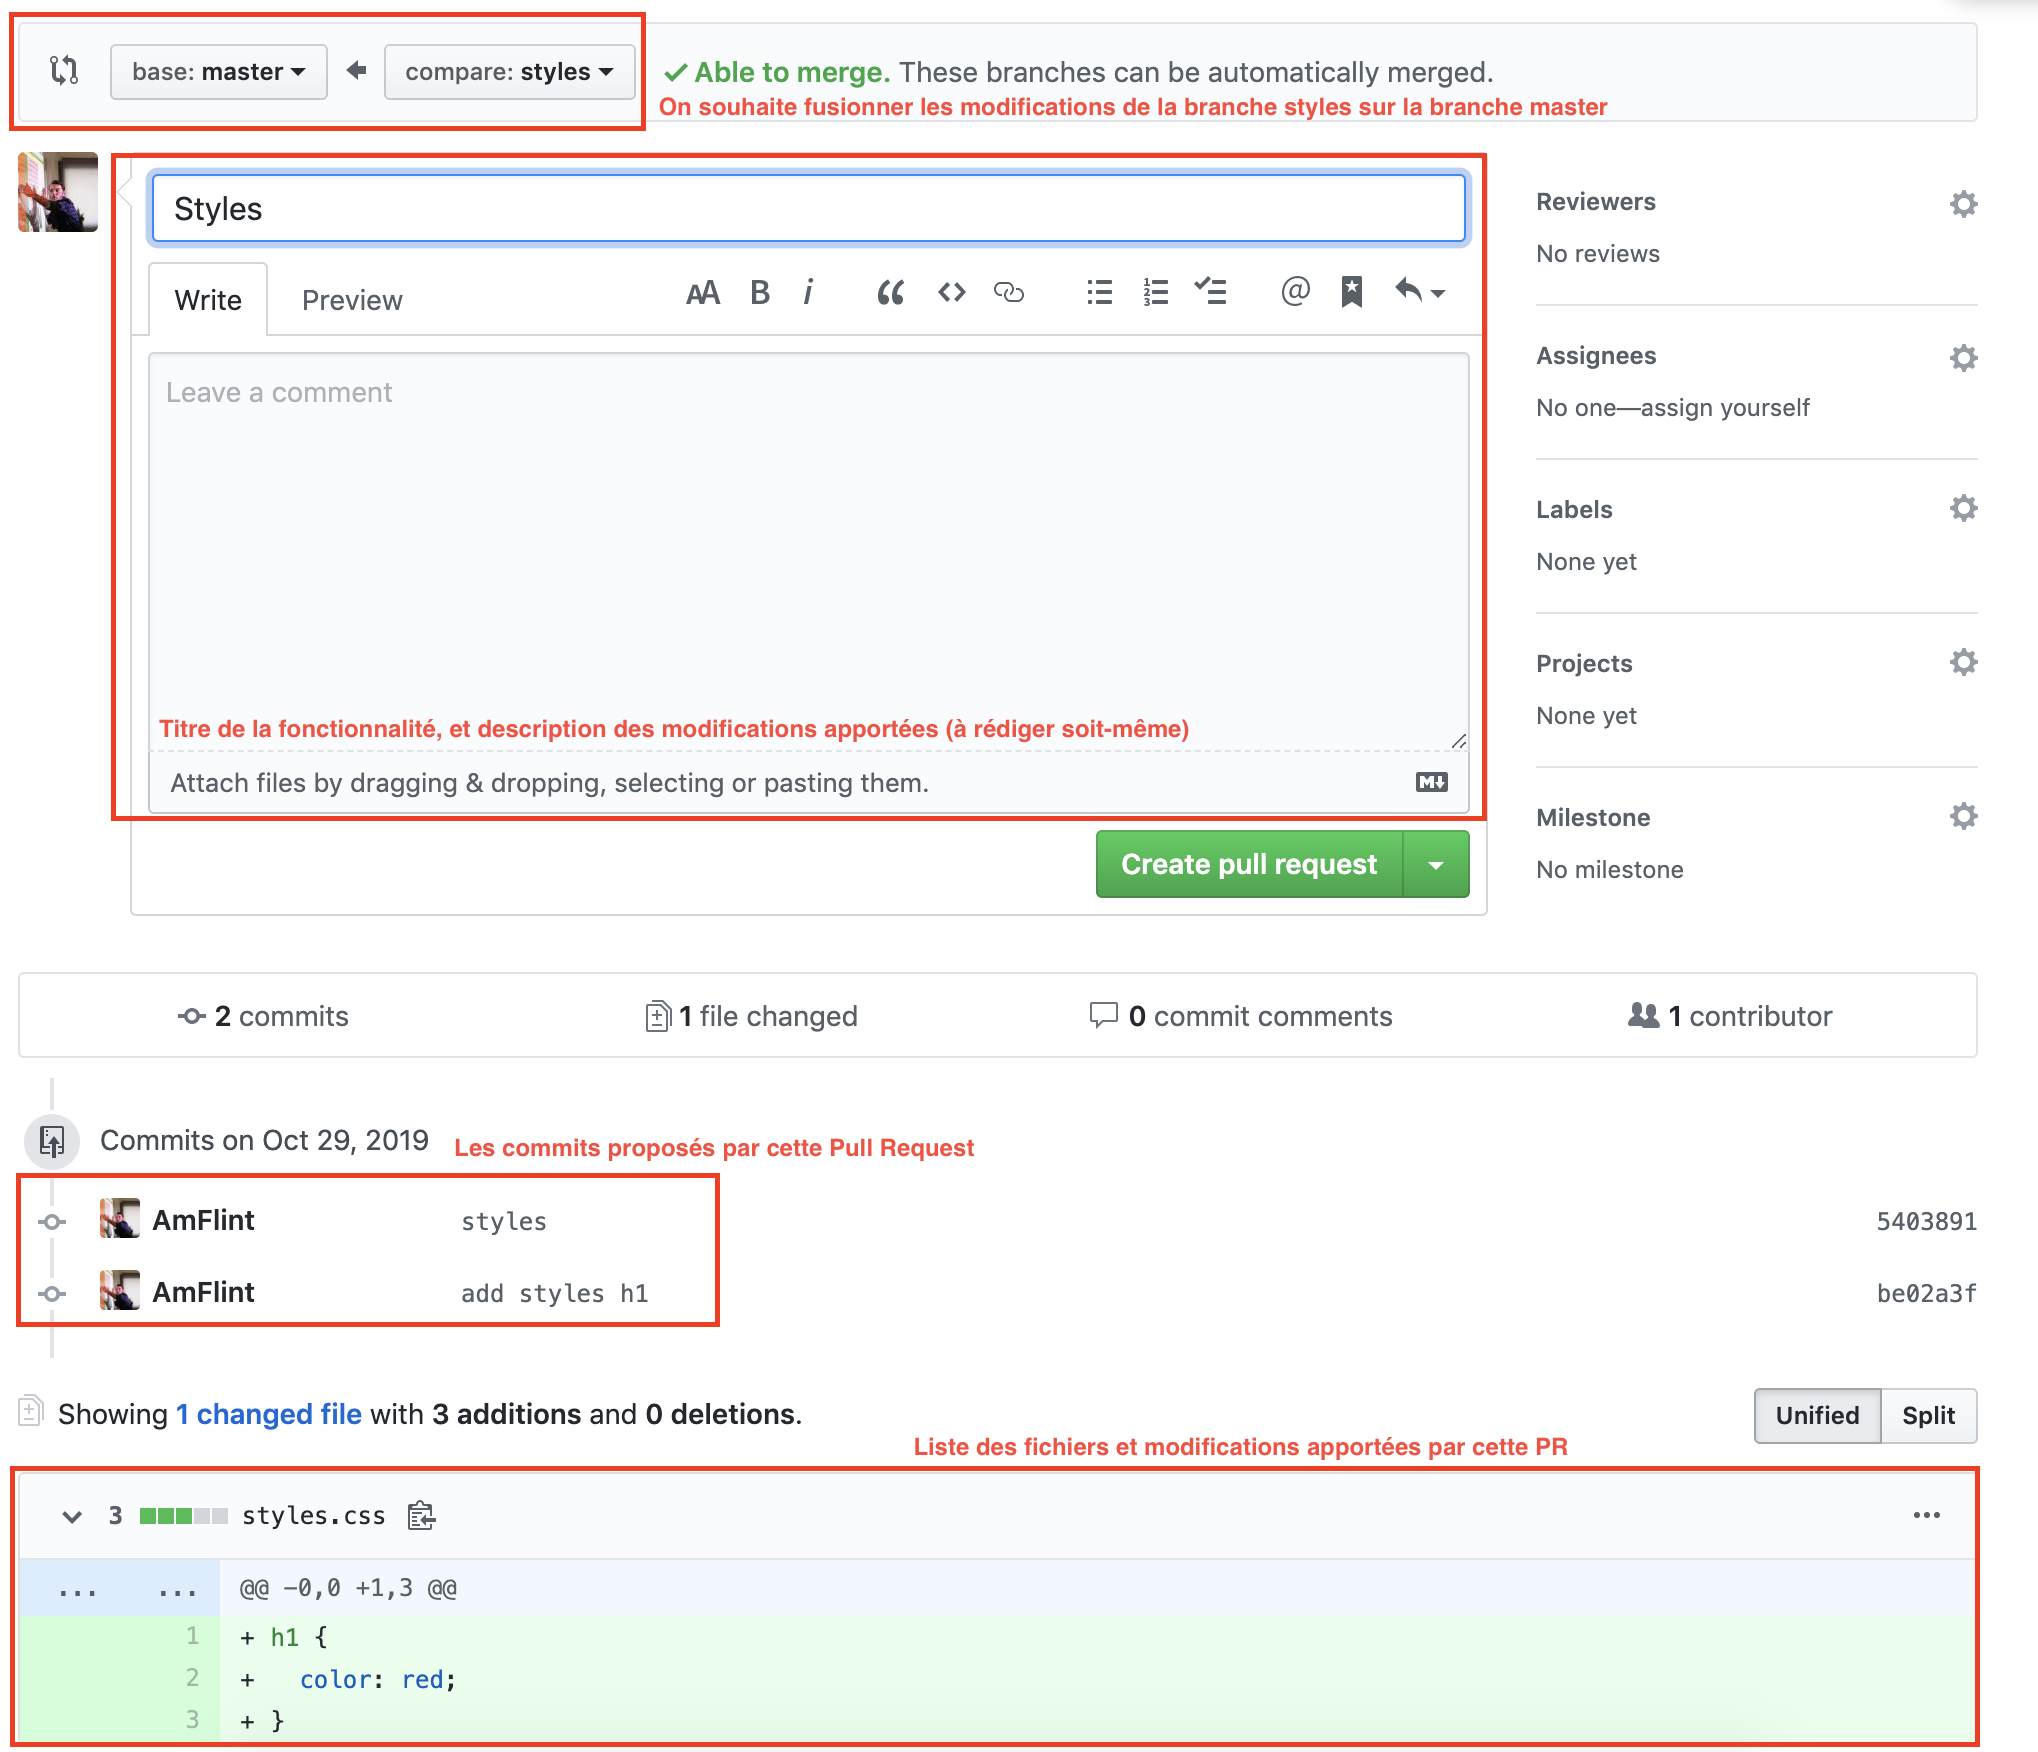 base: master compare: styles Able to merge. These branches can be automatically merged.
On souhaite fusionner les modifications de la branche styles sur la branche master
Styles
Reviewers
No reviews
Write Preview AA B i
Assignees
No one—assign yourself
Leave a comment
Labels
None yet
Projects
None yet
Titre de la fonctionnalité, et description des modifications apportées (à rédiger soit-même)
Attach files by dragging & dropping, selecting or pasting them.
Milestone
No milestone
Create pull request
2 commits 1 file changed 0 commit comments 1 contributor
Commits on Oct 29, 2019 Les commits proposés par cette Pull Request
AmFlint styles 5403891
AmFlint add styles h1 be02a3f
Showing 1 changed file with 3 additions and 0 deletions. Unified Split
Liste des fichiers et modifications apportées par cette PR
3 styles.css ...
... ... @@ -0,0 +1,3 @@
1 + h1 {
2 + color: red;
3 + }